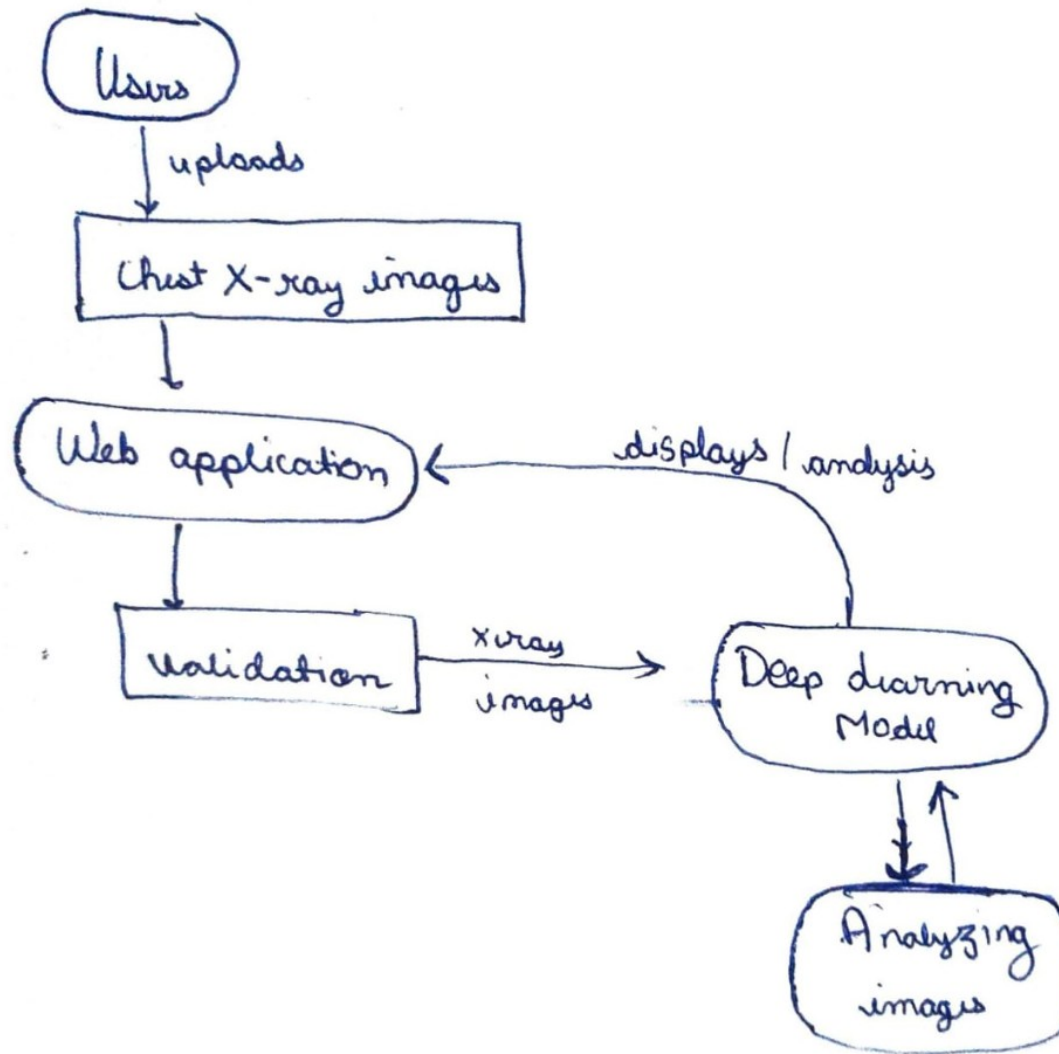 Users
uploads
Chest X-ray images
Web application
displays / analysis
validation
x-ray
images
Deep learning
Model
Analyzing
images